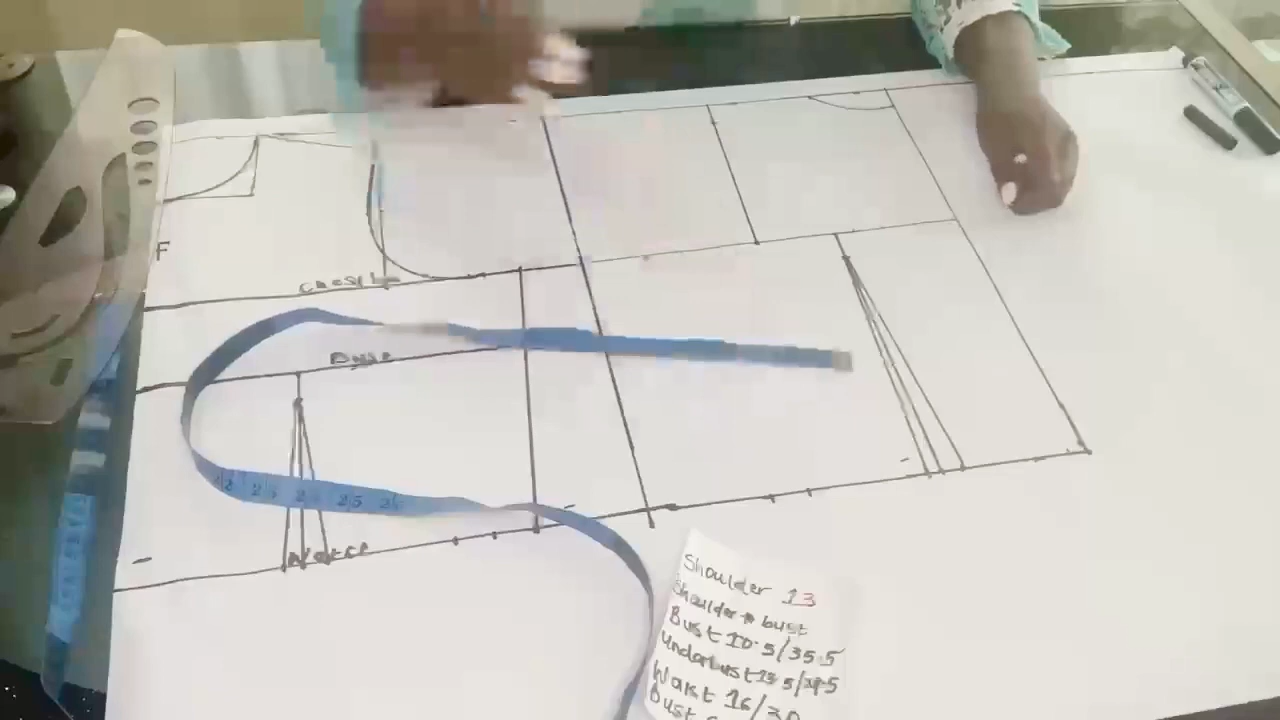 F
Chest L
Bust
Waist
Shoulder 13
Shoulder to bust
Bust 10.5/35.5
Underbust 13.5/
Waist 16/30
Bust